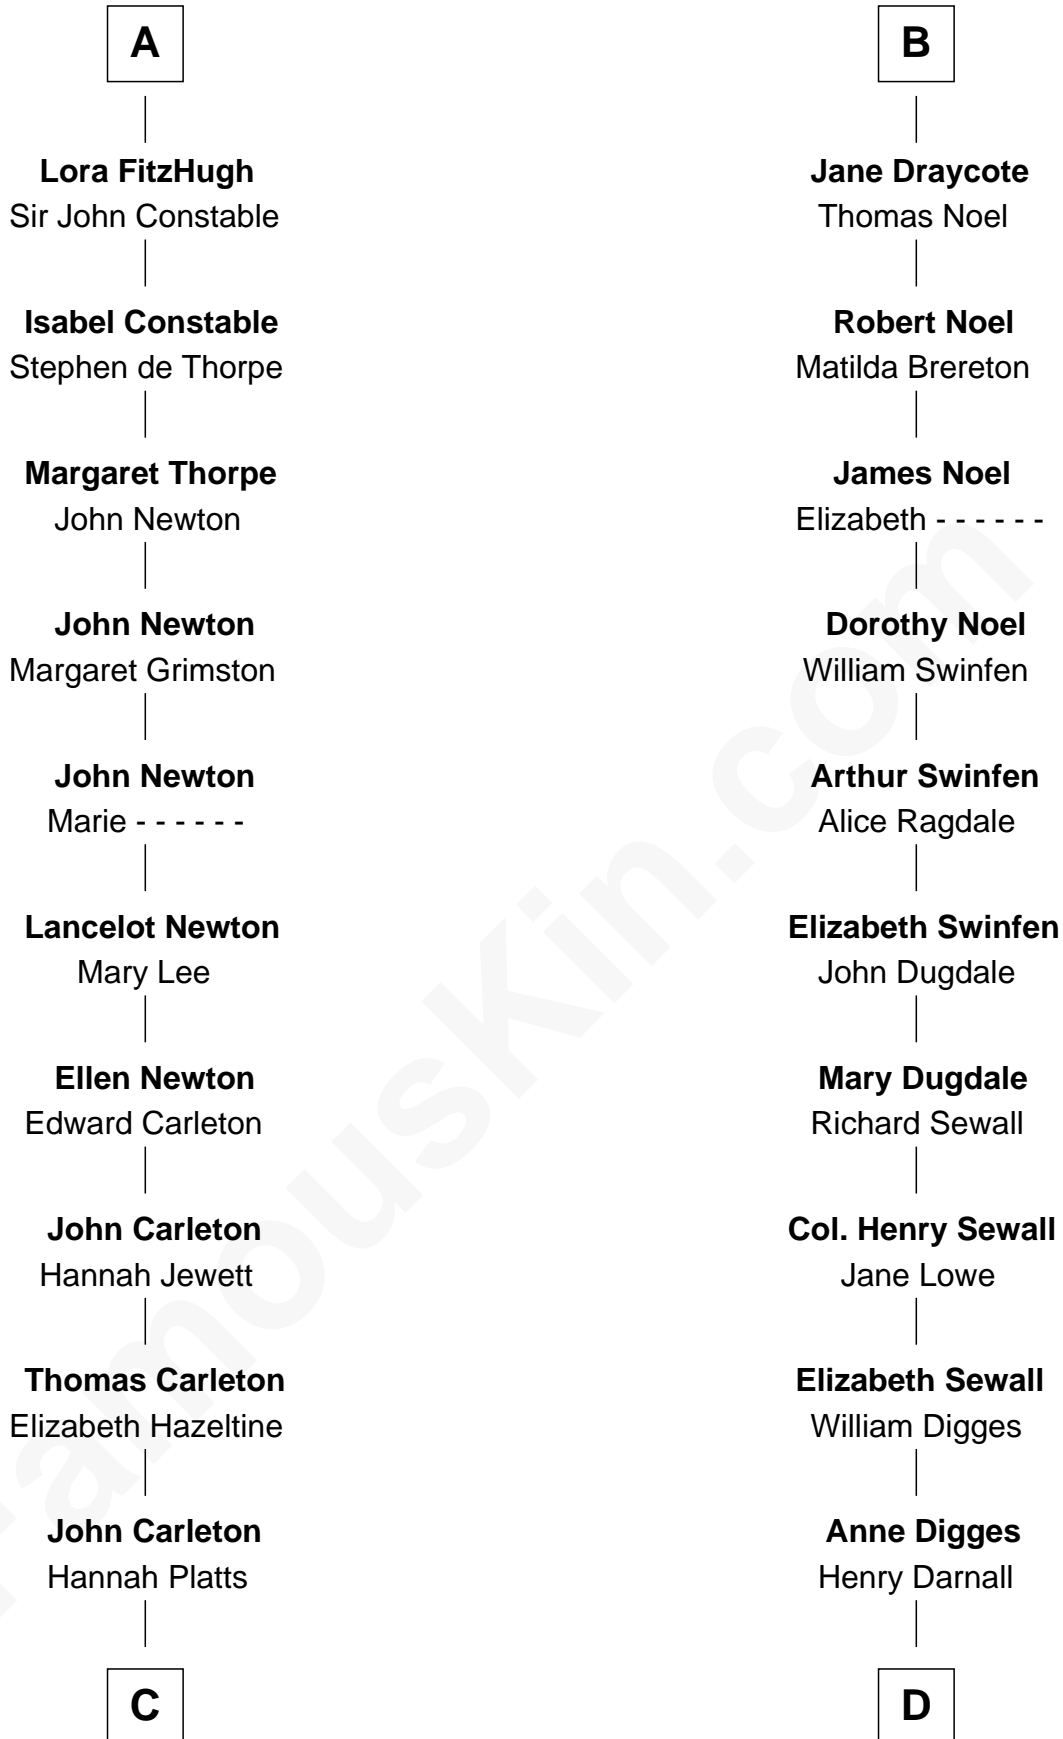 A
Lora FitzHugh
Sir John Constable
Isabel Constable
Stephen de Thorpe
Margaret Thorpe
John Newton
John Newton
Margaret Grimston
John Newton
Marie - - - - - -
Lancelot Newton
Mary Lee
Ellen Newton
Edward Carleton
John Carleton
Hannah Jewett
Thomas Carleton
Elizabeth Hazeltine
John Carleton
Hannah Platts
C
B
Jane Draycote
Thomas Noel
Robert Noel
Matilda Brereton
James Noel
Elizabeth - - - - - -
Dorothy Noel
William Swinfen
Arthur Swinfen
Alice Ragdale
Elizabeth Swinfen
John Dugdale
Mary Dugdale
Richard Sewall
Col. Henry Sewall
Jane Lowe
Elizabeth Sewall
William Digges
Anne Digges
Henry Darnall
D
FamousKin.com